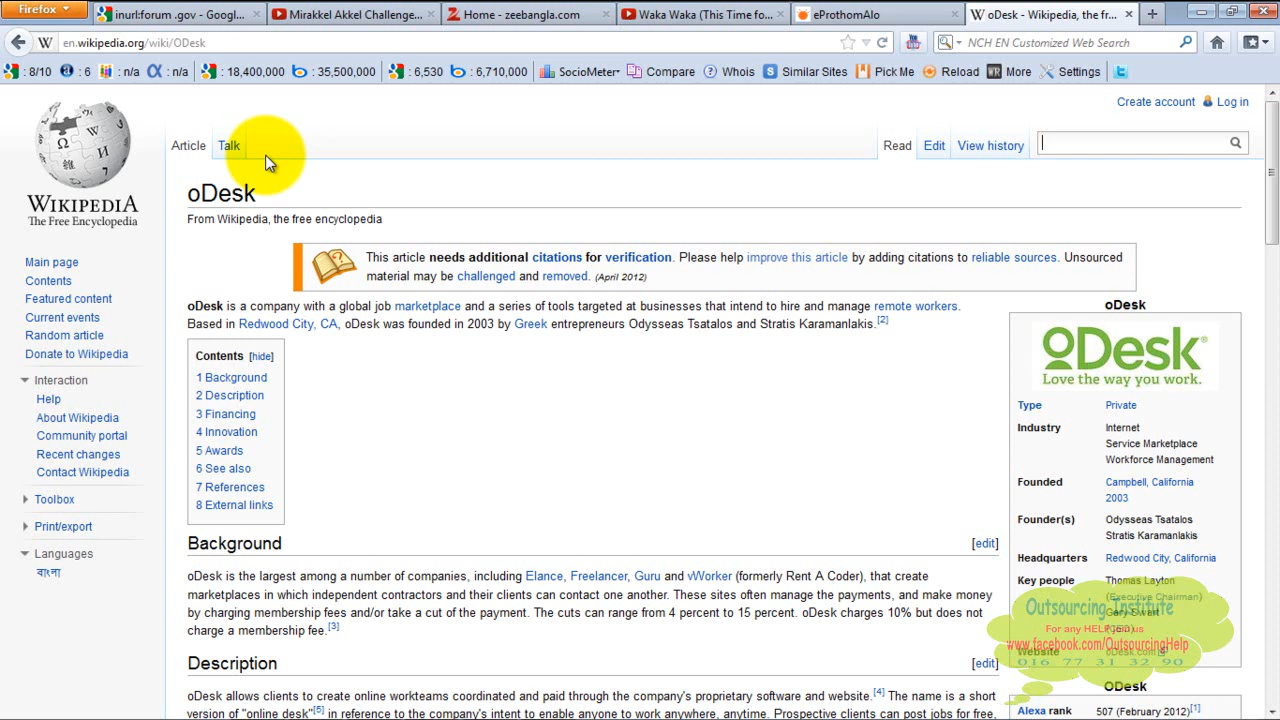 Firefox
inurl:forum .gov - Googl...
Mirakkel Akkel Challenge...
Home - zeebangla.com
Waka Waka (This Time fo...
eProthomAlo
oDesk - Wikipedia, the fr...
en.wikipedia.org/wiki/ODesk
NCH EN Customized Web Search
: 8/10 : 6 : n/a : n/a : 18,400,000 : 35,500,000 : 6,530 : 6,710,000 SocioMeter Compare Whois Similar Sites Pick Me Reload More Settings
Create account Log in
Article Talk Read Edit View history
WIKIPEDIA
The Free Encyclopedia
Main page
Contents
Featured content
Current events
Random article
Donate to Wikipedia
Interaction
Help
About Wikipedia
Community portal
Recent changes
Contact Wikipedia
Toolbox
Print/export
Languages
বাংলা
oDesk
From Wikipedia, the free encyclopedia
This article needs additional citations for verification. Please help improve this article by adding citations to reliable sources. Unsourced
material may be challenged and removed. (April 2012)
oDesk is a company with a global job marketplace and a series of tools targeted at businesses that intend to hire and manage remote workers.
Based in Redwood City, CA, oDesk was founded in 2003 by Greek entrepreneurs Odysseas Tsatalos and Stratis Karamanlakis.[2]
Contents [hide]
1 Background
2 Description
3 Financing
4 Innovation
5 Awards
6 See also
7 References
8 External links
Background [edit]
oDesk is the largest among a number of companies, including Elance, Freelancer, Guru and vWorker (formerly Rent A Coder), that create
marketplaces in which independent contractors and their clients can contact one another. These sites often manage the payments, and make money
by charging membership fees and/or take a cut of the payment. The cuts can range from 4 percent to 15 percent. oDesk charges 10% but does not
charge a membership fee.[3]
Description [edit]
oDesk allows clients to create online workteams coordinated and paid through the company's proprietary software and website.[4] The name is a short
version of "online desk"[5] in reference to the company's intent to enable anyone to work anywhere, anytime. Prospective clients can post jobs for free,
oDesk
oDesk
Love the way you work.
Type Private
Industry Internet
Service Marketplace
Workforce Management
Founded Campbell, California
2003
Founder(s) Odysseas Tsatalos
Stratis Karamanlakis
Headquarters Redwood City, California
Key people Thomas Layton
(Executive Chairman)
Gary Swart
(CEO)
Website oDesk.com
Outsourcing Institute
For any HELP Join us
www.facebook.com/OutsourcingHelp
016 77 31 32 90
oDesk
Alexa rank 507 (February 2012)[1]